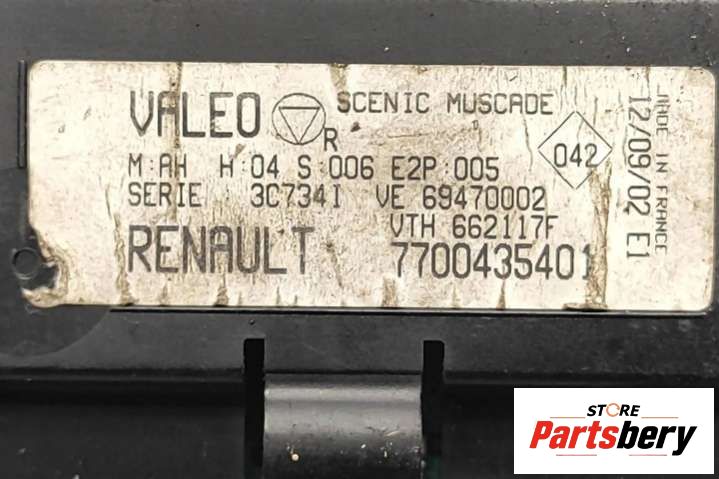 VALEO R SCENIC MUSCADE
M:AH H:04 S:006 E2P:005
042
SERIE 3C734I VE 69470002
VTH 662117F
RENAULT 7700435401
MADE IN FRANCE
12/09/02 E1
STORE
Partsbery